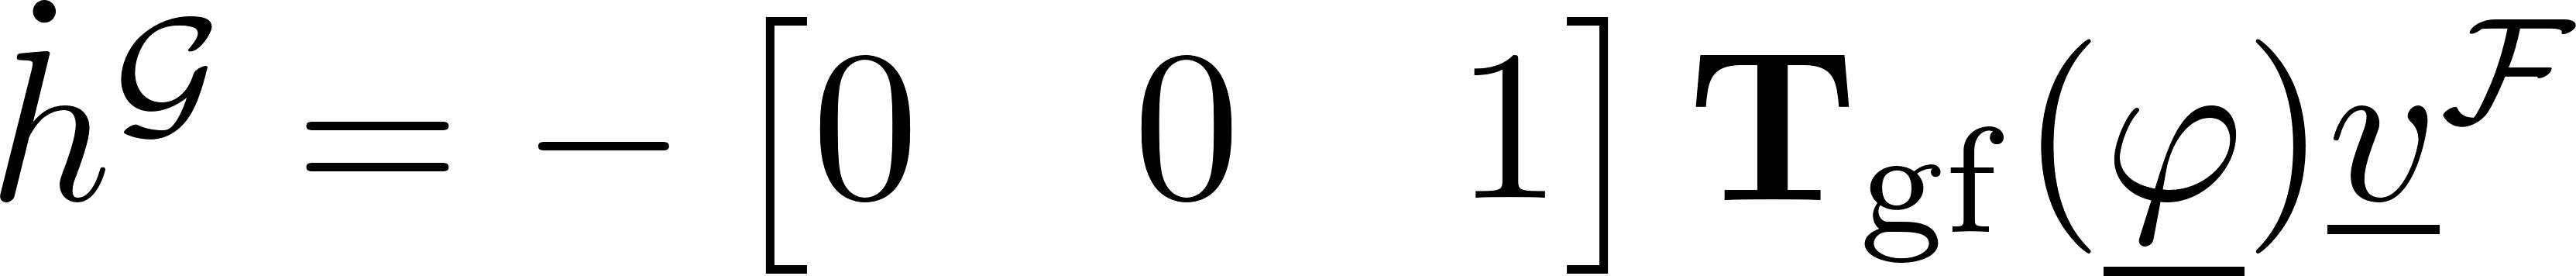 $\dot{h}^{\mathcal{G}} = -\begin{bmatrix} 0 & 0 & 1 \end{bmatrix} \mathbf{T}_{\mathrm{gf}}(\underline{\varphi})\underline{v}^{\mathcal{F}}$